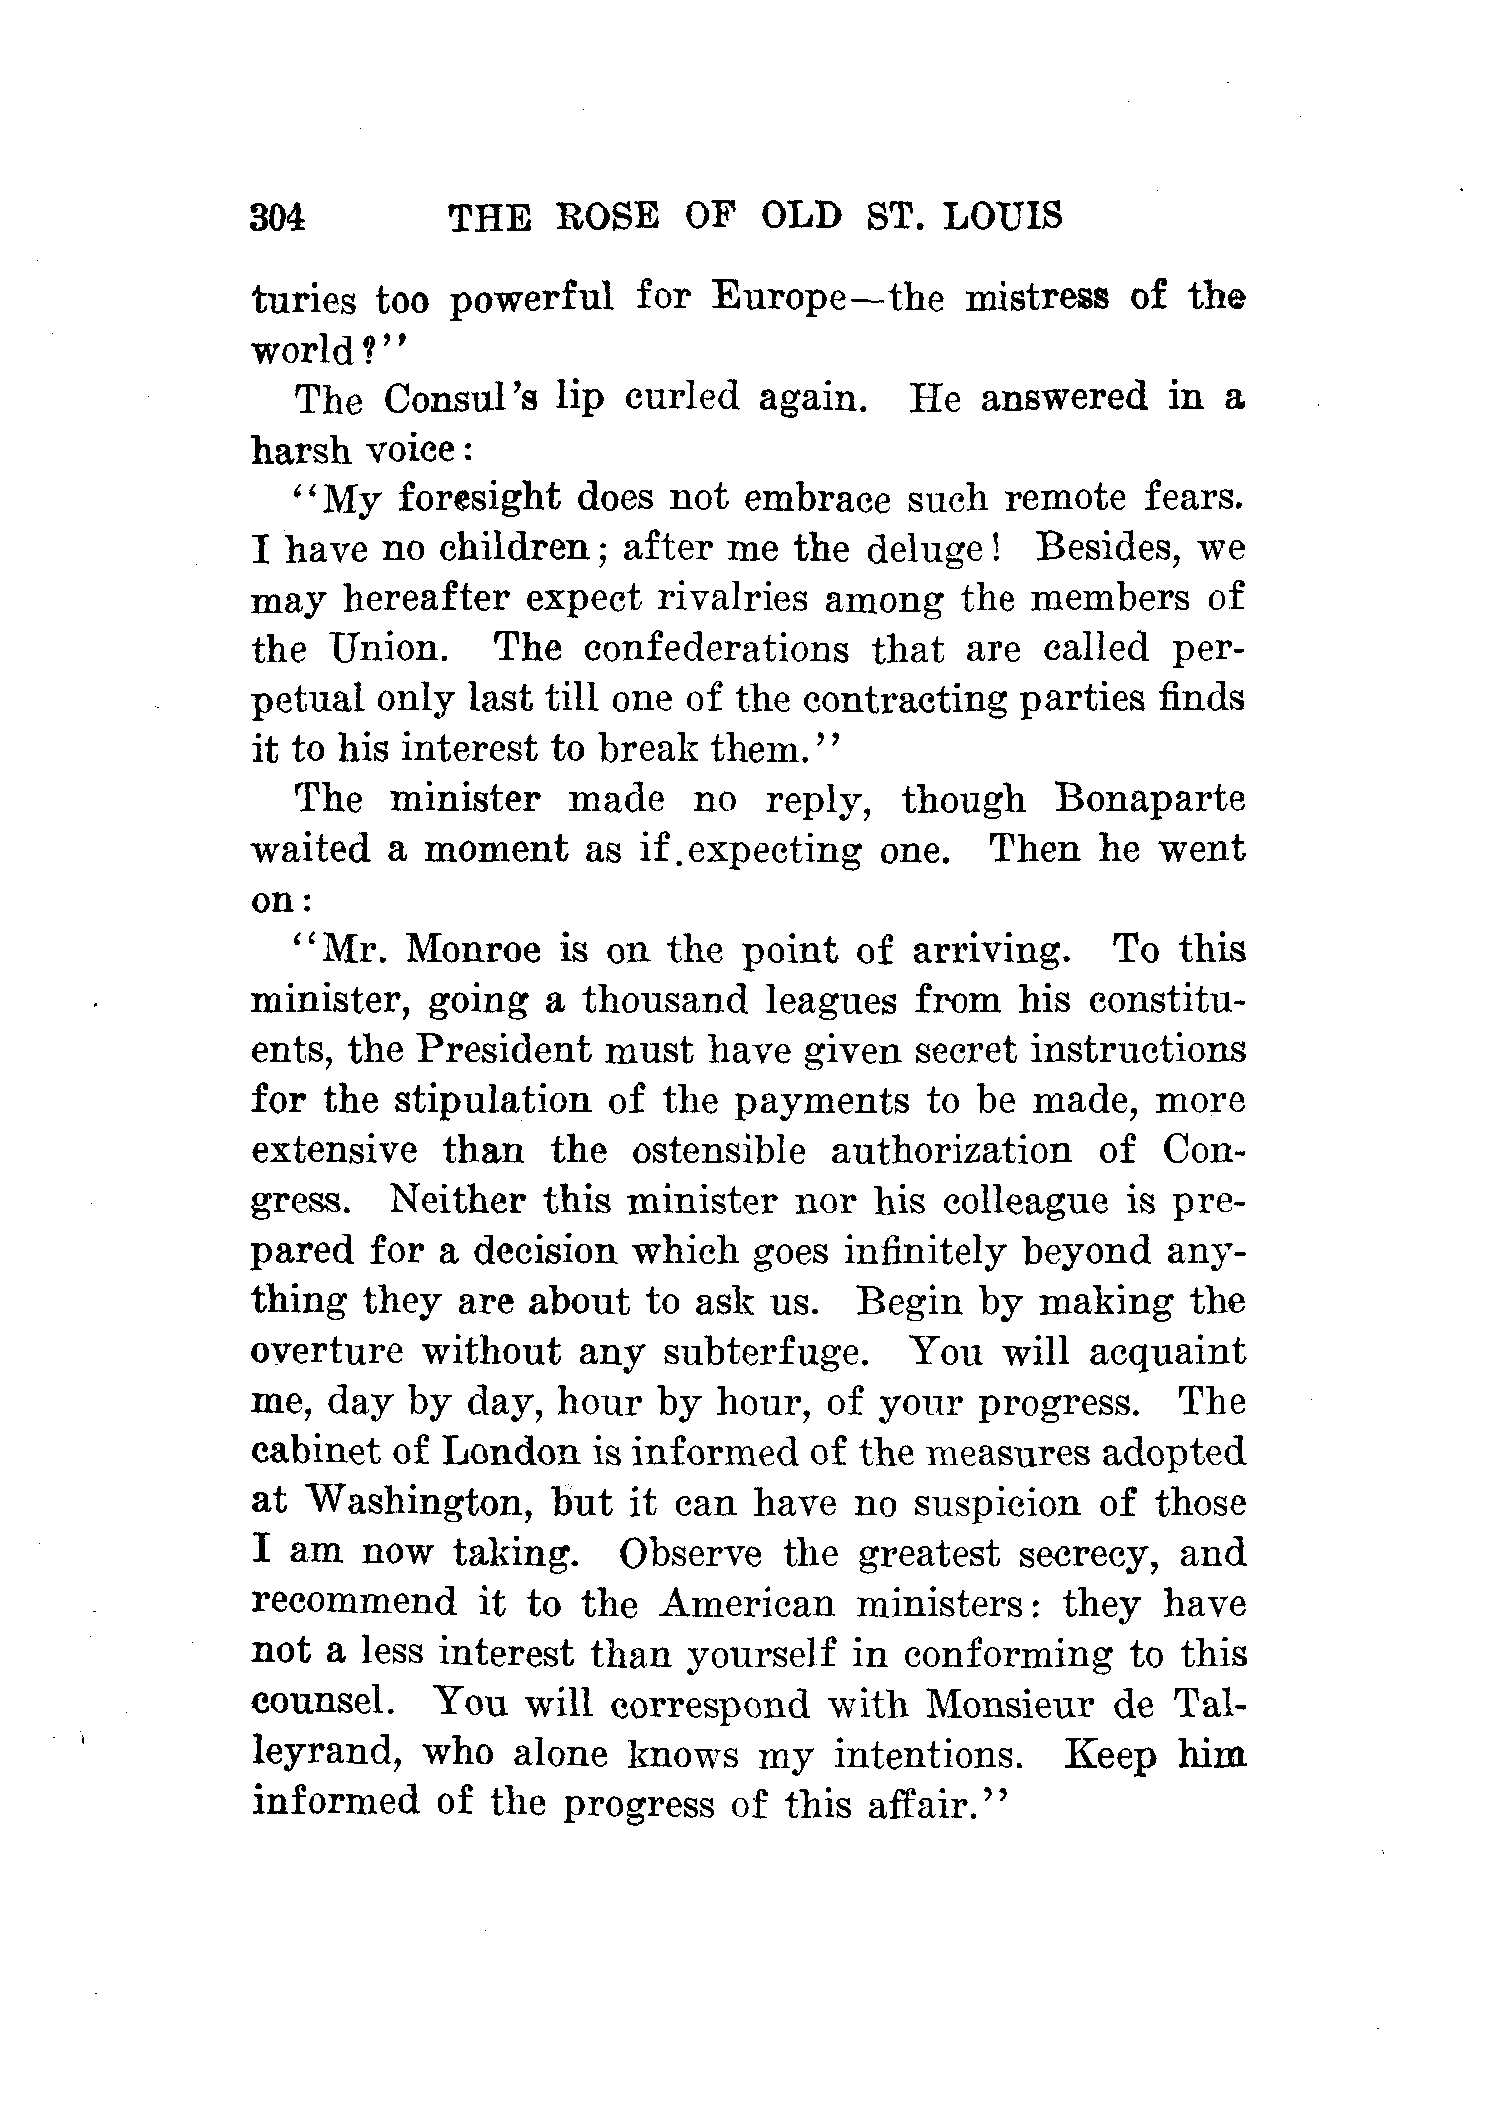 304 THE ROSE OF OLD ST. LOUIS
turies too powerful for Europe—the mistress of the
world?"
The Consul's lip curled again. He answered in a
harsh voice:
"My foresight does not embrace such remote fears.
I have no children; after me the deluge! Besides, we
may hereafter expect rivalries among the members of
the Union. The confederations that are called per-
petual only last till one of the contracting parties finds
it to his interest to break them."
The minister made no reply, though Bonaparte
waited a moment as if expecting one. Then he went
on:
"Mr. Monroe is on the point of arriving. To this
minister, going a thousand leagues from his constitu-
ents, the President must have given secret instructions
for the stipulation of the payments to be made, more
extensive than the ostensible authorization of Con-
gress. Neither this minister nor his colleague is pre-
pared for a decision which goes infinitely beyond any-
thing they are about to ask us. Begin by making the
overture without any subterfuge. You will acquaint
me, day by day, hour by hour, of your progress. The
cabinet of London is informed of the measures adopted
at Washington, but it can have no suspicion of those
I am now taking. Observe the greatest secrecy, and
recommend it to the American ministers: they have
not a less interest than yourself in conforming to this
counsel. You will correspond with Monsieur de Tal-
leyrand, who alone knows my intentions. Keep him
informed of the progress of this affair."